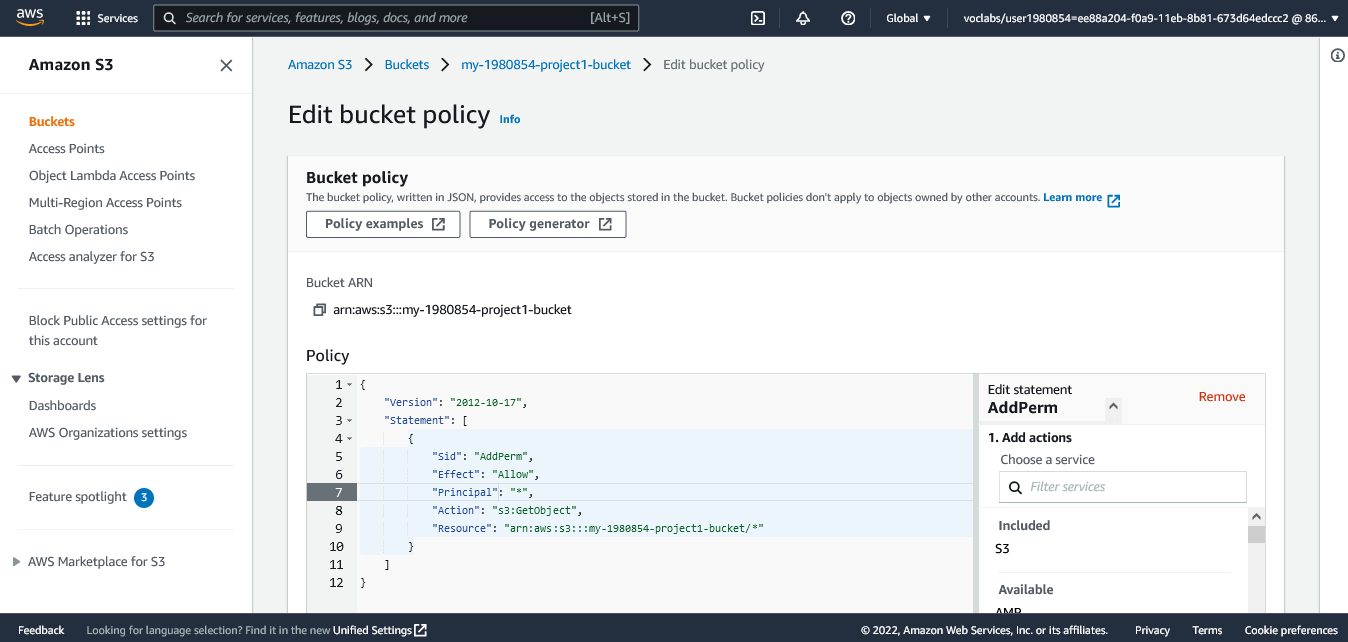 aws
Services
Search for services, features, blogs, docs, and more
[Alt+S]
Global
voclabs/user1980854=ee88a204-f0a9-11eb-8b81-673d64edccc2 @ 86...
Amazon S3
Buckets
Access Points
Object Lambda Access Points
Multi-Region Access Points
Batch Operations
Access analyzer for S3
Block Public Access settings for
this account
Storage Lens
Dashboards
AWS Organizations settings
Feature spotlight 3
AWS Marketplace for S3
Amazon S3 > Buckets > my-1980854-project1-bucket > Edit bucket policy
Edit bucket policy Info
Bucket policy
The bucket policy, written in JSON, provides access to the objects stored in the bucket. Bucket policies don't apply to objects owned by other accounts. Learn more
Policy examples
Policy generator
Bucket ARN
arn:aws:s3:::my-1980854-project1-bucket
Policy
1 {
2 "Version": "2012-10-17",
3 "Statement": [
4 {
5 "Sid": "AddPerm",
6 "Effect": "Allow",
7 "Principal": "*",
8 "Action": "s3:GetObject",
9 "Resource": "arn:aws:s3:::my-1980854-project1-bucket/*"
10 }
11 ]
12 }
Edit statement
AddPerm
Remove
1. Add actions
Choose a service
Filter services
Included
S3
Available
AMP
Feedback
Looking for language selection? Find it in the new Unified Settings
© 2022, Amazon Web Services, Inc. or its affiliates.
Privacy
Terms
Cookie preferences